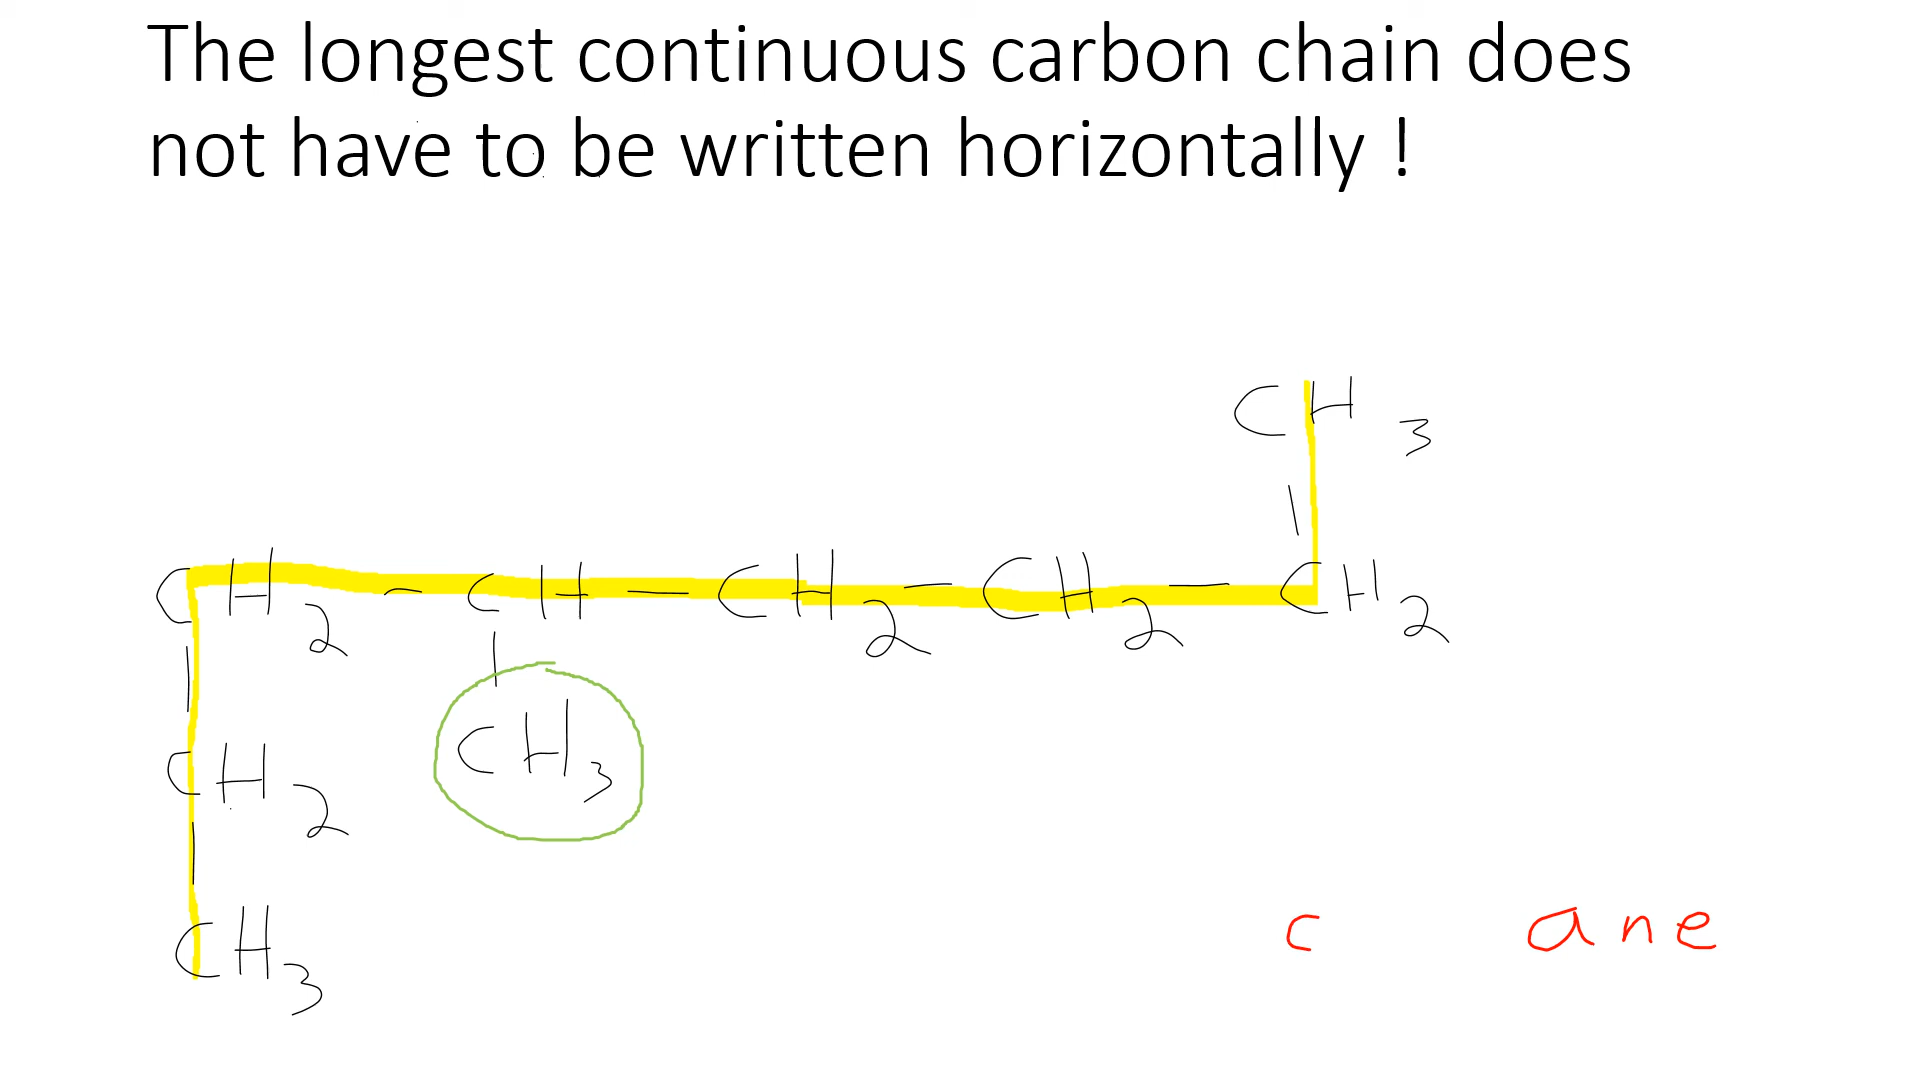 The longest continuous carbon chain does
not have to be written horizontally !
CH3
CH2 - CH - CH2 - CH2 - CH2
CH2 CH3
CH3
c ane